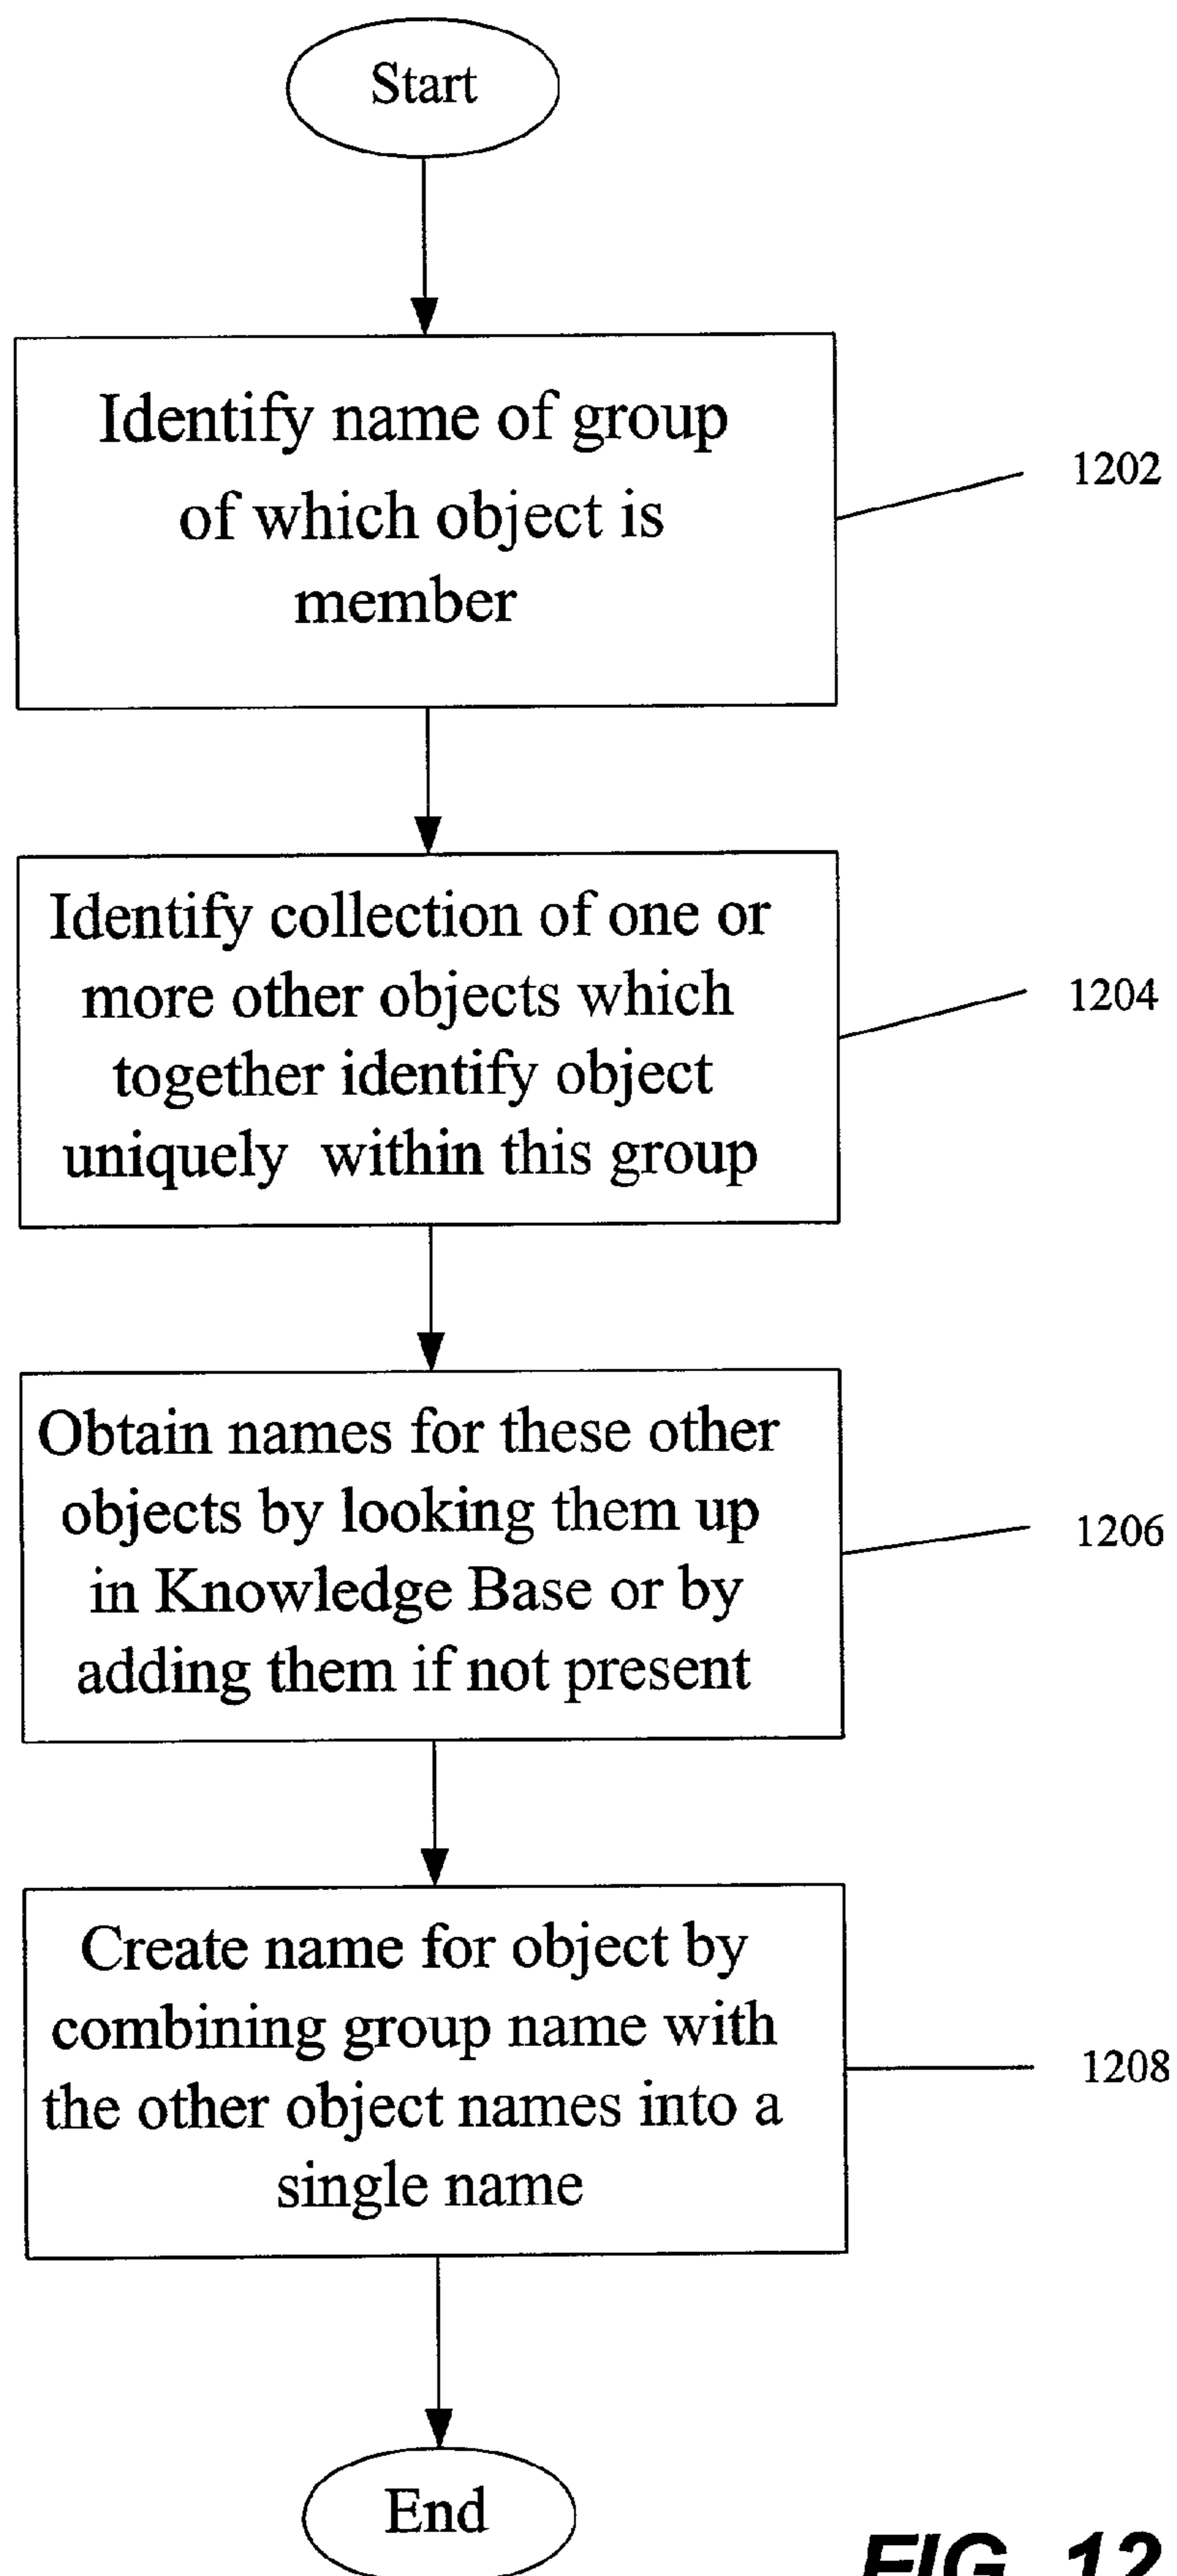 Start
Identify name of group
of which object is
member
1202
Identify collection of one or
more other objects which
together identify object
uniquely within this group
1204
Obtain names for these other
objects by looking them up
in Knowledge Base or by
adding them if not present
1206
Create name for object by
combining group name with
the other object names into a
single name
1208
End
FIG. 12